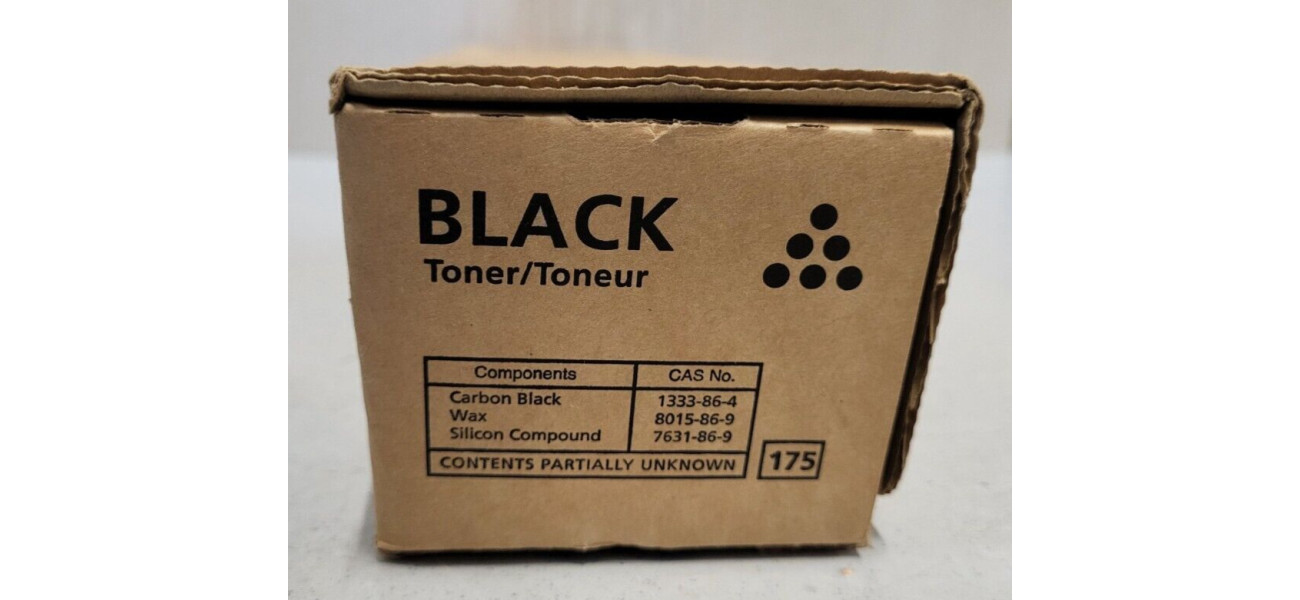 BLACK
Toner/Toneur
Components CAS No.
Carbon Black 1333-86-4
Wax 8015-86-9
Silicon Compound 7631-86-9
CONTENTS PARTIALLY UNKNOWN
175